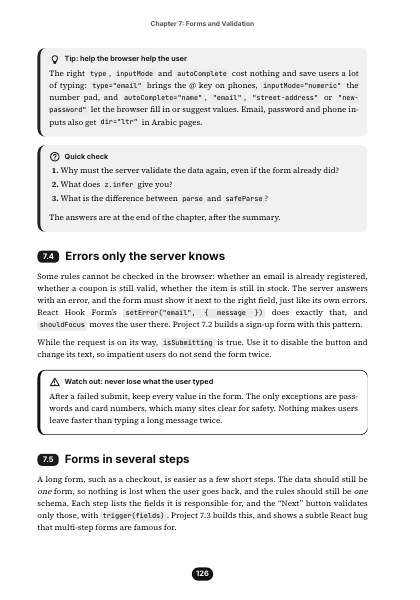 Chapter 7: Forms and Validation
Tip: help the browser help the user
The right type, inputMode and autoComplete cost nothing and save users a lot
of typing: type="email" brings the @ key on phones, inputMode="numeric" the
number pad, and autoComplete="name", "email", "street-address" or "new-
password" let the browser fill in or suggest values. Email, password and phone in-
puts also get dir="ltr" in Arabic pages.
Quick check
1. Why must the server validate the data again, even if the form already did?
2. What does z.infer give you?
3. What is the difference between parse and safeParse?
The answers are at the end of the chapter, after the summary.
7.4 Errors only the server knows
Some rules cannot be checked in the browser: whether an email is already registered,
whether a coupon is still valid, whether the item is still in stock. The server answers
with an error, and the form must show it next to the right field, just like its own errors.
React Hook Form's setError("email", { message }) does exactly that, and
shouldFocus moves the user there. Project 7.2 builds a sign-up form with this pattern.
While the request is on its way, isSubmitting is true. Use it to disable the button and
change its text, so impatient users do not send the form twice.
Watch out: never lose what the user typed
After a failed submit, keep every value in the form. The only exceptions are pass-
words and card numbers, which many sites clear for safety. Nothing makes users
leave faster than typing a long message twice.
7.5 Forms in several steps
A long form, such as a checkout, is easier as a few short steps. The data should still be
one form, so nothing is lost when the user goes back, and the rules should still be one
schema. Each step lists the fields it is responsible for, and the “Next” button validates
only those, with trigger(fields). Project 7.3 builds this, and shows a subtle React bug
that multi-step forms are famous for.
126